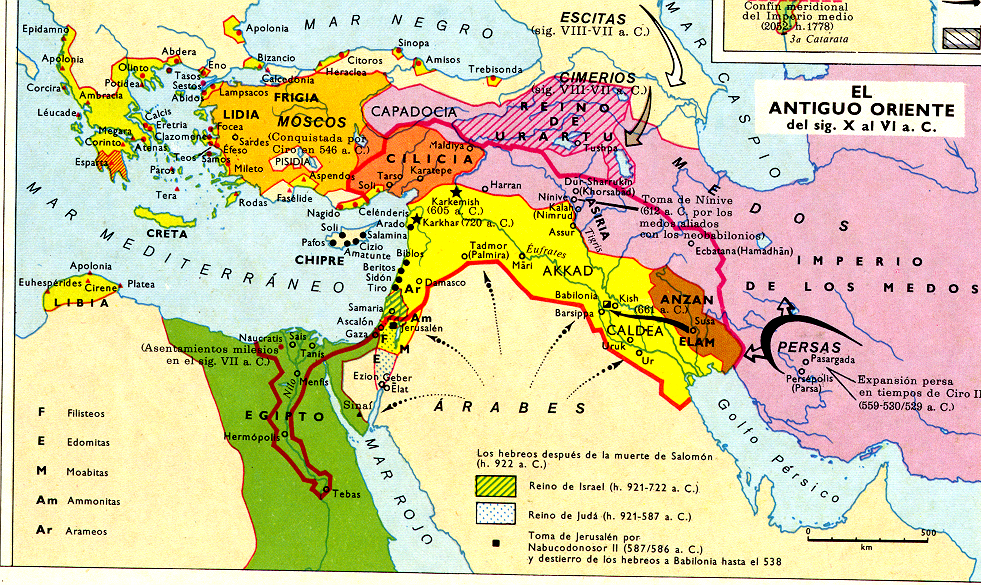 Confín meridional
del Imperio medio
(2052-h.1778)
3a Catarata
EL
ANTIGUO ORIENTE
del sig. X al VI a. C.
MAR NEGRO
ESCITAS
(sig. VIII-VII a. C.)
CIMERIOS
(sig. VIII-VII a. C.)
MAR CASPIO
Epidamno
Apolonia
Corcira
Léucade
Ambracia
Olinto
Potidea
Abdera
Tasos
Eno
Sestos
Abidos
Lampsacos
Apolonia
Bizancio
Calcedonia
Heraclea
Citoros
Sinopa
Amisos
Trebisonda
FRIGIA
LIDIA
MOSCOS
(Conquistada por
Ciro en 546 a. C.)
PISIDIA
CAPADOCIA
REINO
DE
URARTU
Tushpa
CILICIA
Maldiya
Karatepe
Tarso
Soli
Calcis
Eretria
Megara
Corinto
Atenas
Esparta
Clazomene
Focea
Sardes
Éfeso
Teos
Samos
Mileto
Paros
Tera
Rodas
Fasélide
Aspendos
Nagido
Celénderis
CRETA
MAR MEDITERRÁNEO
Soli
Pafos
Salamina
Cizio
Amatunte
CHIPRE
Arado
Biblos
Beritos
Sidón
Tiro
Karkemish
(605 a. C.)
Karkhar (720 a. C.)
Harran
Dur Sharrukin
(Khorsabad)
Nínive
Kalah
(Nimrud)
Assur
ASIRIA
Tigris
Toma de Nínive
(612 a. C. por los
medos aliados
con los neobabilonios)
MEDOS
Ecbatana (Hamadhān)
IMPERIO
DE LOS MEDOS
Tadmor
(Palmira)
Éufrates
Mâri
AKKAD
Babilonia
Barsippa
Kish
(661 a. C.)
ANZAN
Susa
ELAM
CALDEA
Uruk
Ur
PERSAS
Pasargada
Persépolis
(Parsa)
Expansión persa
en tiempos de Ciro II
(559-530/529 a. C.)
Golfo Pérsico
Apolonia
Euhespérides
Cirene
Platea
LIBIA
Ar
Damasco
Samaria
Am
Ascalón
Jerusalén
Gaza
F
E
M
Ezion Geber
Elat
Sinaí
ÁRABES
Naucratis
(Asentamientos milesios
en el sig. VII a. C.)
Sais
Tanis
Menfis
Nilo
EGIPTO
Hermópolis
Tebas
MAR ROJO
F Filisteos
E Edomitas
M Moabitas
Am Ammonitas
Ar Arameos
Los hebreos después de la muerte de Salomón
(h. 922 a. C.)
Reino de Israel (h. 921-722 a. C.)
Reino de Judá (h. 921-587 a. C.)
Toma de Jerusalén por
Nabucodonosor II (587/586 a. C.)
y destierro de los hebreos a Babilonia hasta el 538
0 500
km